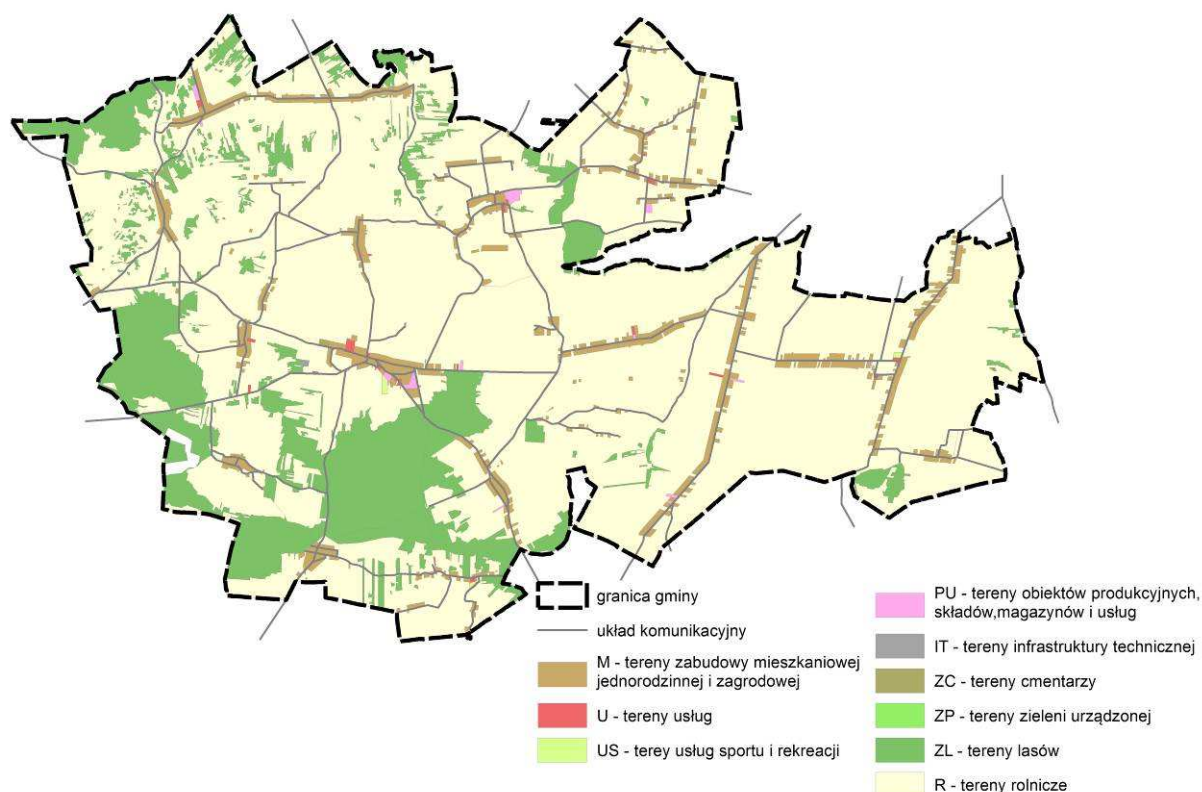 granica gminy
układ komunikacyjny
M - tereny zabudowy mieszkaniowej
jednorodzinnej i zagrodowej
U - tereny usług
US - terey usług sportu i rekreacji
PU - tereny obiektów produkcyjnych,
składów,magazynów i usług
IT - tereny infrastruktury technicznej
ZC - tereny cmentarzy
ZP - tereny zieleni urządzonej
ZL - tereny lasów
R - tereny rolnicze